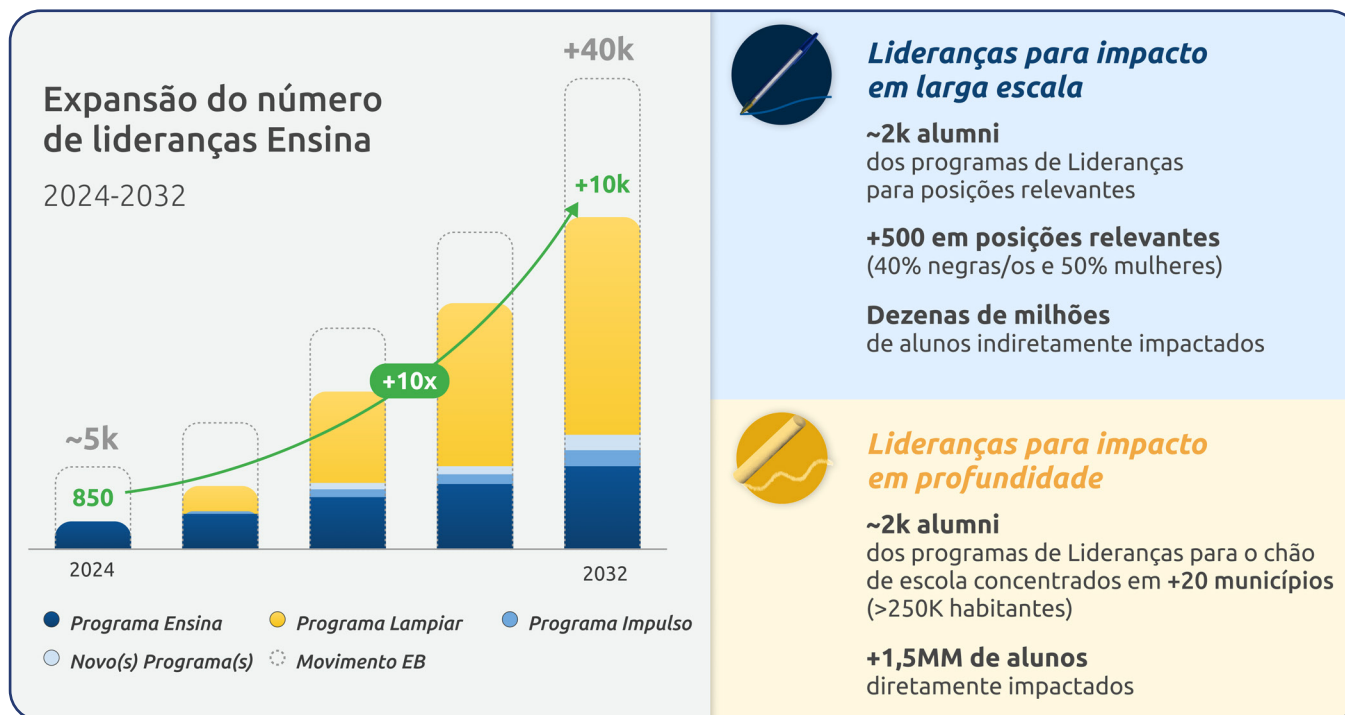 Expansão do número
de lideranças Ensina
2024-2032
~5k
850
+10x
+10k
+40k
2024
2032
Programa Ensina
Programa Lampiar
Programa Impulso
Novo(s) Programa(s)
Movimento EB
Lideranças para impacto
em larga escala
~2k alumni
dos programas de Lideranças
para posições relevantes
+500 em posições relevantes
(40% negras/os e 50% mulheres)
Dezenas de milhões
de alunos indiretamente impactados
Lideranças para impacto
em profundidade
~2k alumni
dos programas de Lideranças para o chão
de escola concentrados em +20 municípios
(>250K habitantes)
+1,5MM de alunos
diretamente impactados